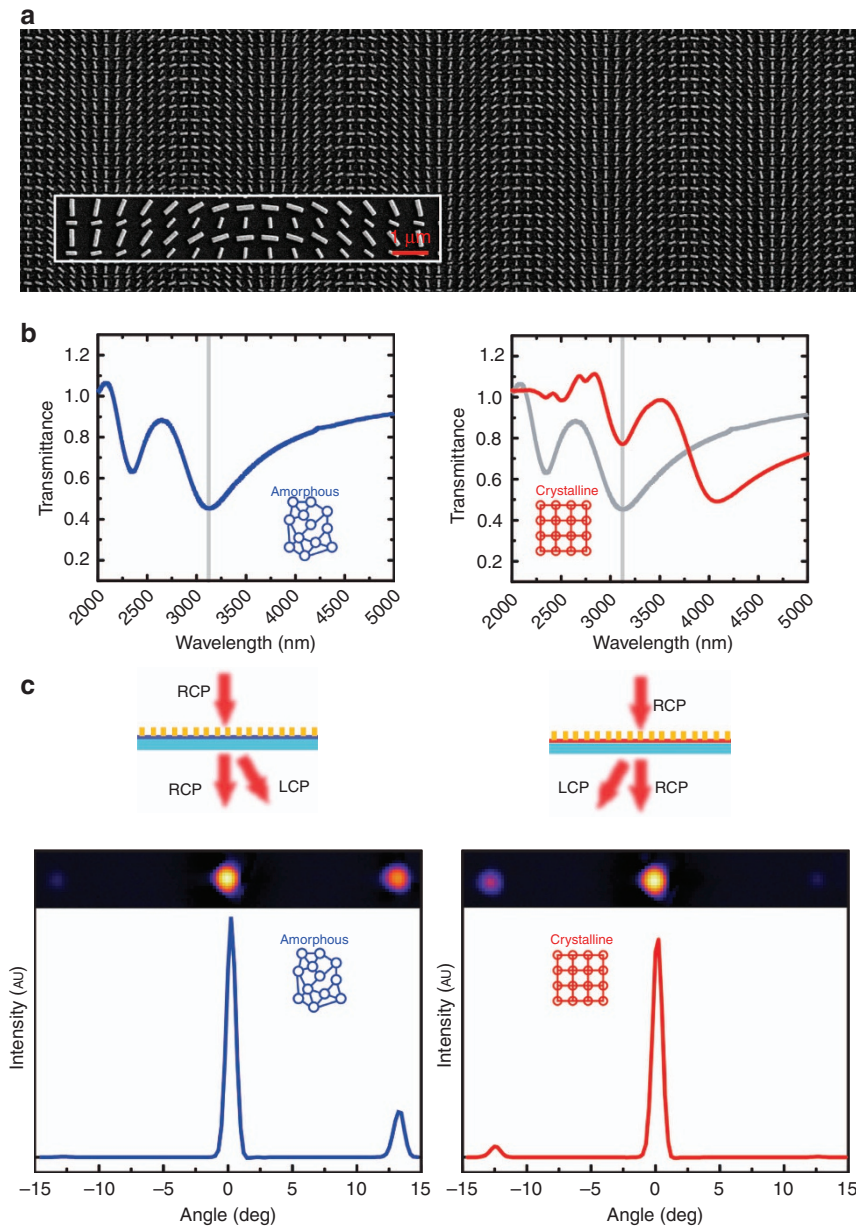 a
1 μm
b
1.2
1.0
0.8
0.6
0.4
0.2
Transmittance
Amorphous
2000
2500
3000
3500
4000
4500
5000
Wavelength (nm)
1.2
1.0
0.8
0.6
0.4
0.2
Transmittance
Crystalline
2000
2500
3000
3500
4000
4500
5000
Wavelength (nm)
c
RCP
RCP
LCP
RCP
LCP
RCP
Amorphous
Intensity (AU)
−15 −10 −5 0 5 10 15
Angle (deg)
Crystalline
Intensity (AU)
−15 −10 −5 0 5 10 15
Angle (deg)